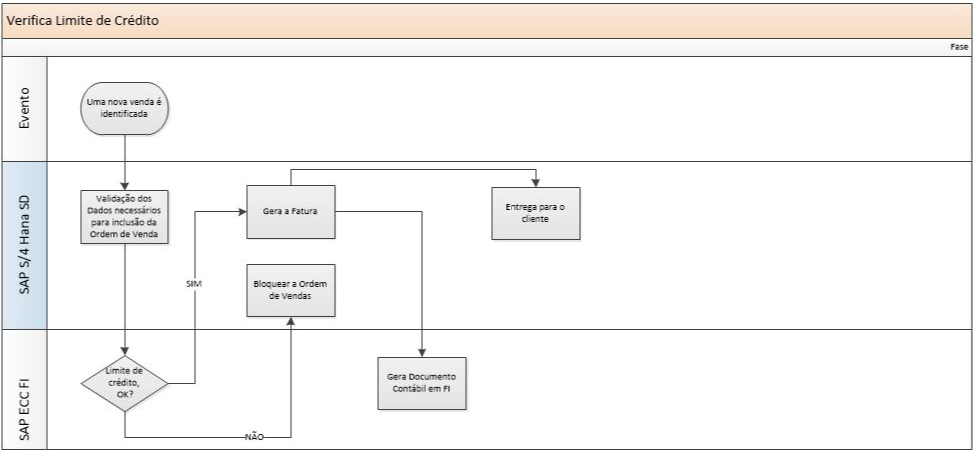 Verifica Limite de Crédito
Fase
Evento
Uma nova venda é
identificada
SAP S/4 Hana SD
Validação dos
Dados necessários
para inclusão da
Ordem de Venda
Gera a Fatura
Entrega para o
cliente
SIM
Bloquear a Ordem
de Vendas
SAP ECC FI
Limite de
crédito,
OK?
Gera Documento
Contábil em FI
NÃO